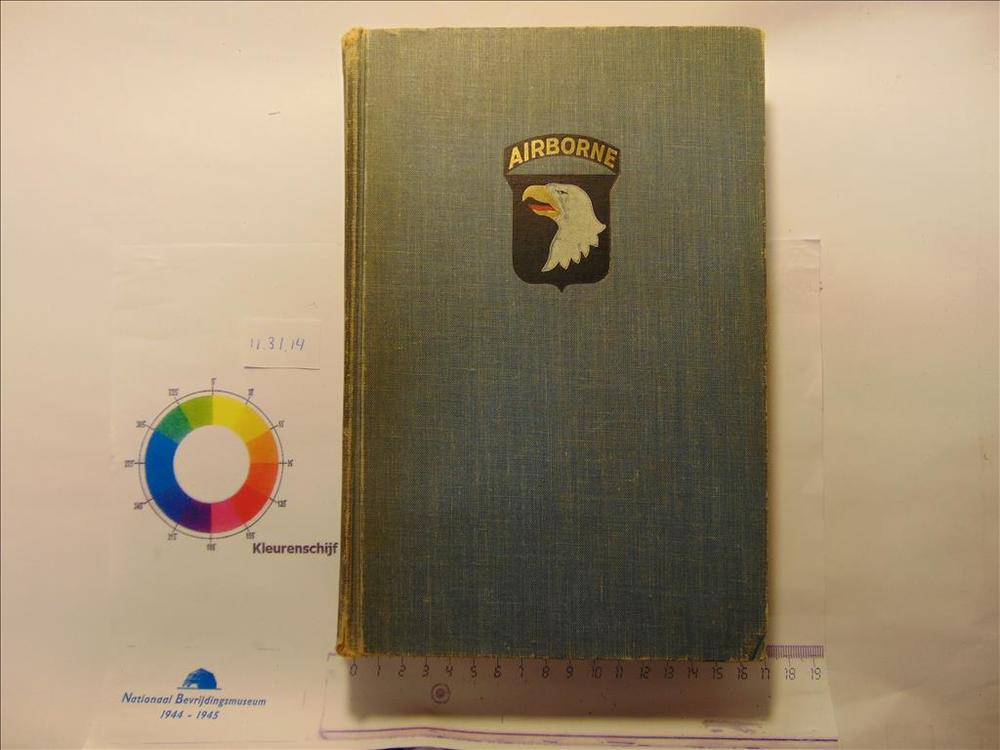 AIRBORNE
11.31.14
Kleurenschijf
Nationaal Bevrijdingsmuseum
1944 - 1945
0 1 2 3 4 5 6 7 8 9 10 11 12 13 14 15 16 17 18 19